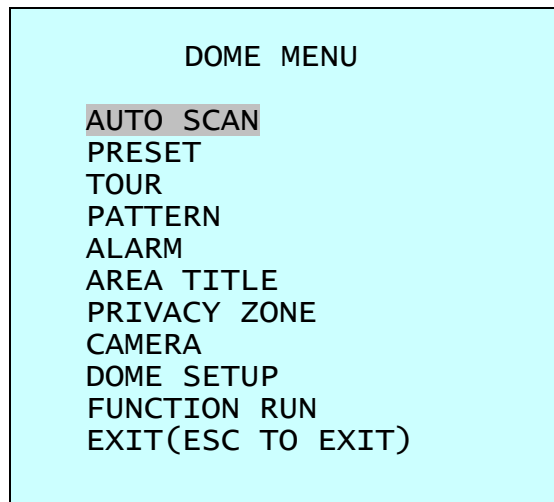 DOME MENU
AUTO SCAN
PRESET
TOUR
PATTERN
ALARM
AREA TITLE
PRIVACY ZONE
CAMERA
DOME SETUP
FUNCTION RUN
EXIT(ESC TO EXIT)